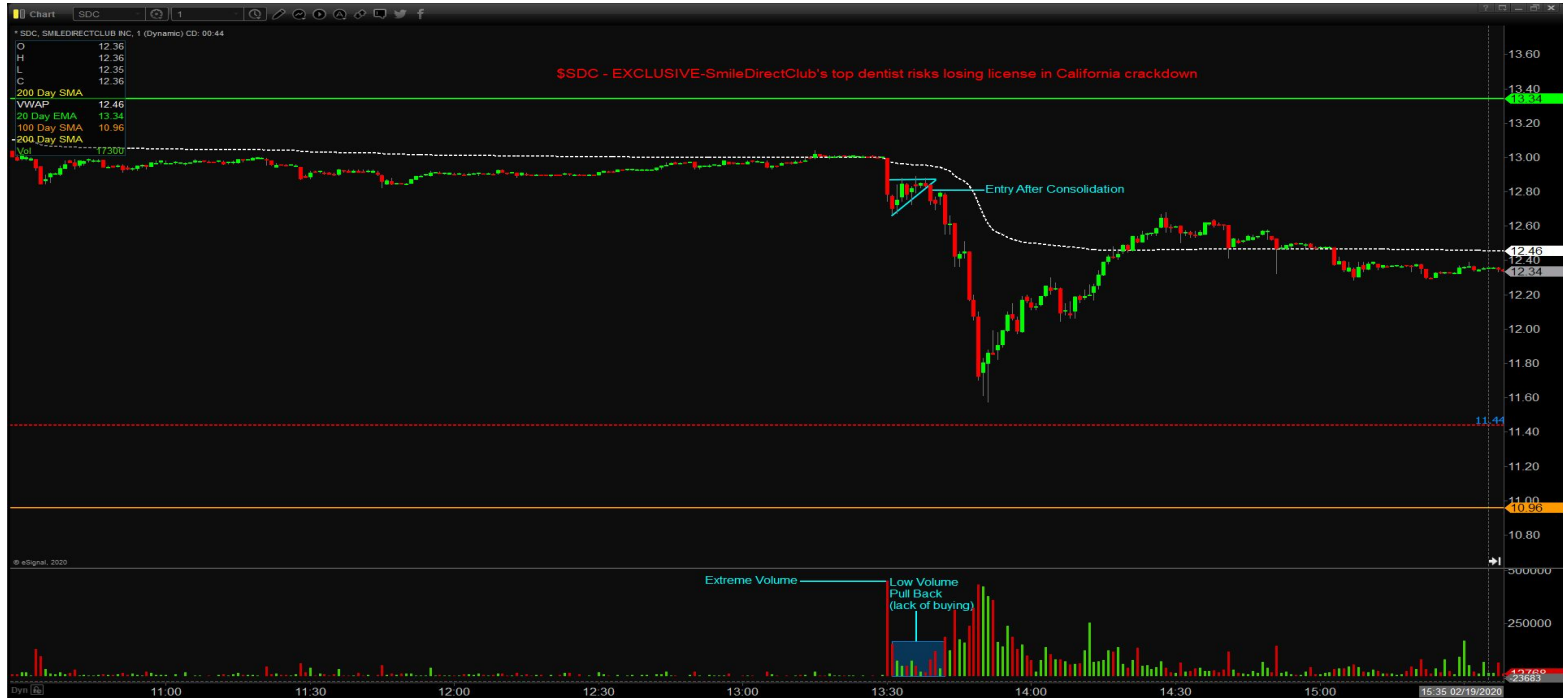 Chart SDC 1
* SDC, SMILEDIRECTCLUB INC, 1 (Dynamic) CD: 00:44
O 12.36
H 12.36
L 12.35
C 12.36
200 Day SMA
VWAP 12.46
20 Day EMA 13.34
100 Day SMA 10.96
200 Day SMA
Vol 17300
$SDC - EXCLUSIVE-SmileDirectClub's top dentist risks losing license in California crackdown
Entry After Consolidation
13.60
13.40
13.34
13.20
13.00
12.80
12.60
12.46
12.40
12.34
12.20
12.00
11.80
11.60
11.44
11.40
11.20
11.00
10.96
10.80
© eSignal, 2020
Extreme Volume
Low Volume
Pull Back
(lack of buying)
500000
250000
23683
Dyn
11:00 11:30 12:00 12:30 13:00 13:30 14:00 14:30 15:00 15:35 02/19/2020